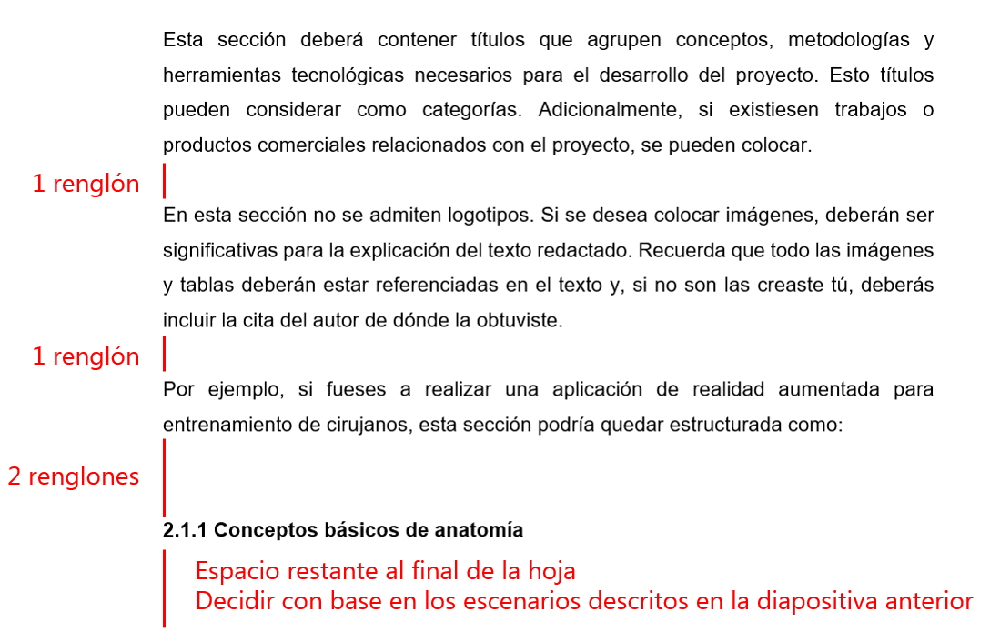 Esta sección deberá contener títulos que agrupen conceptos, metodologías y
herramientas tecnológicas necesarios para el desarrollo del proyecto. Esto títulos
pueden considerar como categorías. Adicionalmente, si existiesen trabajos o
productos comerciales relacionados con el proyecto, se pueden colocar.
1 renglón
En esta sección no se admiten logotipos. Si se desea colocar imágenes, deberán ser
significativas para la explicación del texto redactado. Recuerda que todo las imágenes
y tablas deberán estar referenciadas en el texto y, si no son las creaste tú, deberás
incluir la cita del autor de dónde la obtuviste.
1 renglón
Por ejemplo, si fueses a realizar una aplicación de realidad aumentada para
entrenamiento de cirujanos, esta sección podría quedar estructurada como:
2 renglones
2.1.1 Conceptos básicos de anatomía
Espacio restante al final de la hoja
Decidir con base en los escenarios descritos en la diapositiva anterior